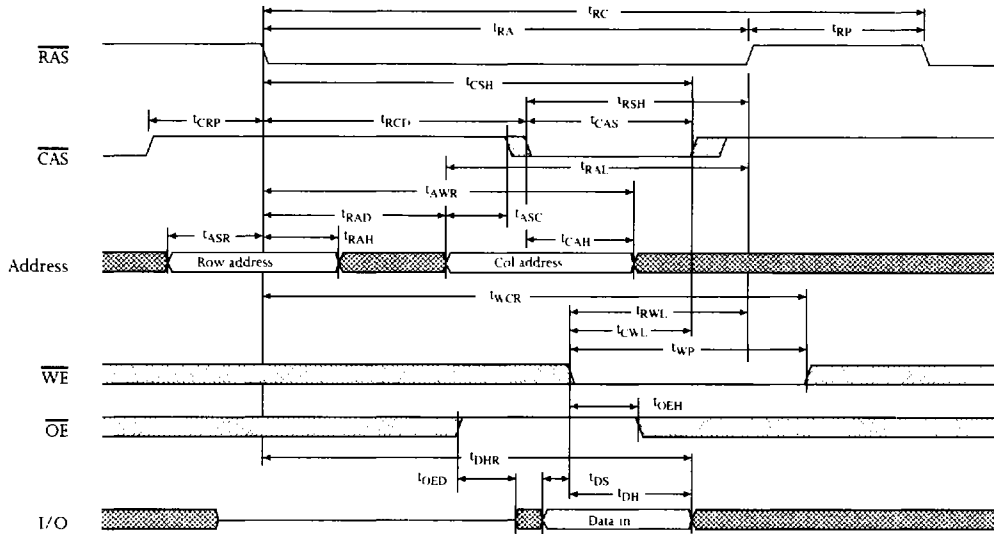 tRC
tRA
tRP
RAS
tCSH
tRSH
tCRP
tRCD
tCAS
CAS
tRAL
tAWR
tRAD
tASC
tASR
tRAH
tCAH
Address
Row address
Col address
tWCR
tRWL
tCWL
tWP
WE
tOEH
OE
tDHR
tOED
tDS
tDH
I/O
Data in